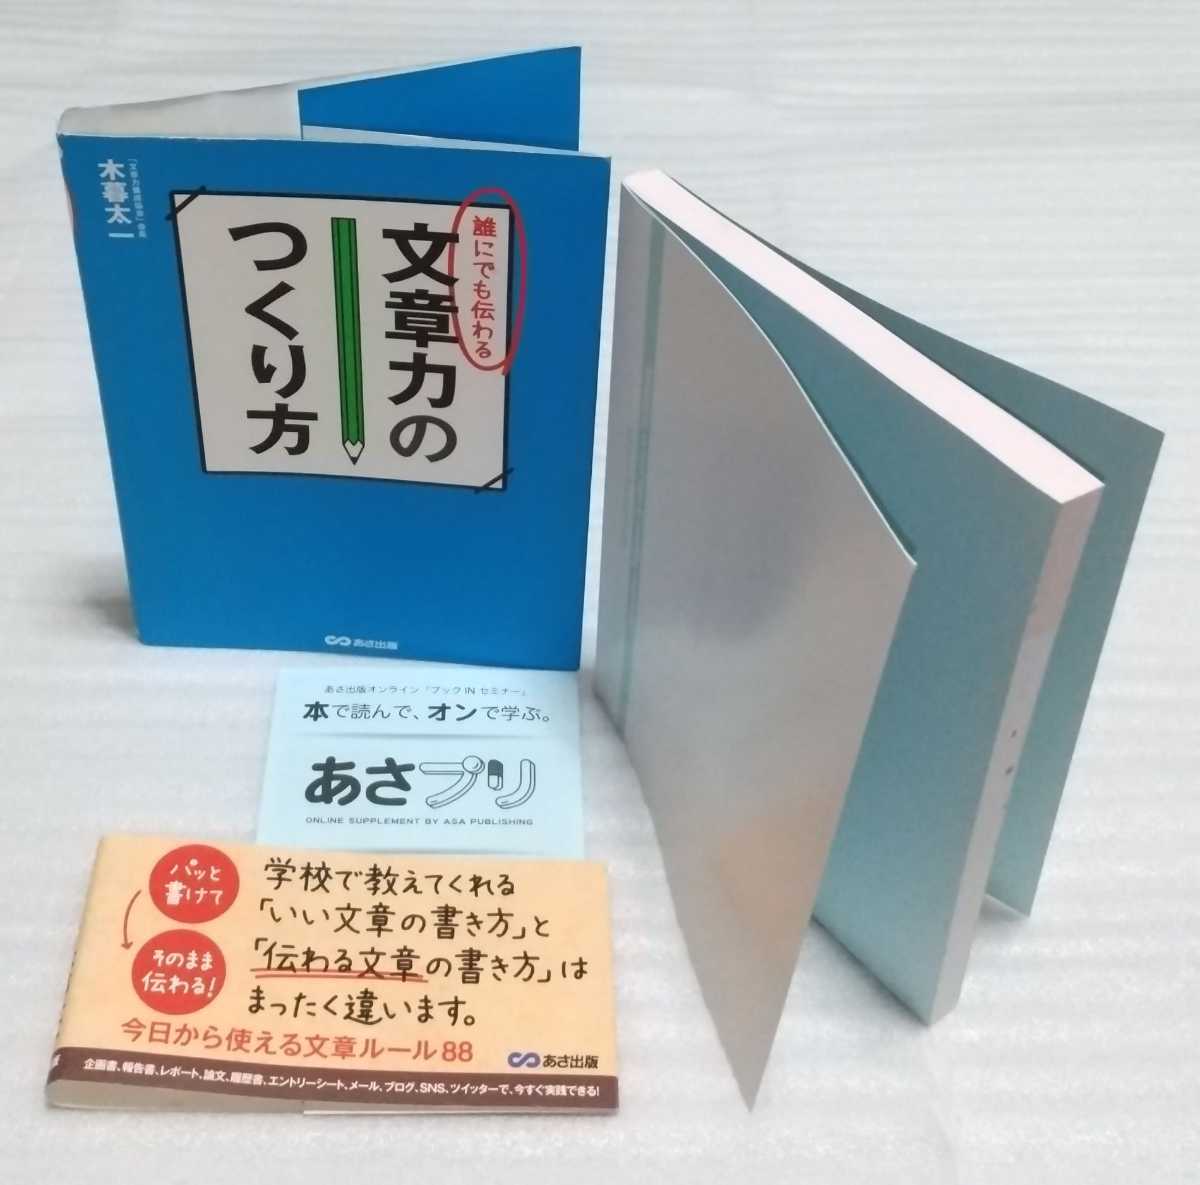 誰にでも伝わる
文章力の
つくり方
「文章力養成協会」会長
木暮太一
あさ出版
あさ出版オンライン「ブックINセミナー」
本で読んで、オンで学ぶ。
あさプリ
ONLINE SUPPLEMENT BY ASA PUBLISHING
パッと
書けて
そのまま
伝わる!
学校で教えてくれる
「いい文章の書き方」と
「伝わる文章の書き方」は
まったく違います。
今日から使える文章ルール88
あさ出版
企画書、報告書、レポート、論文、履歴書、エントリーシート、メール、ブログ、SNS、ツイッターで、今すぐ実践できる!